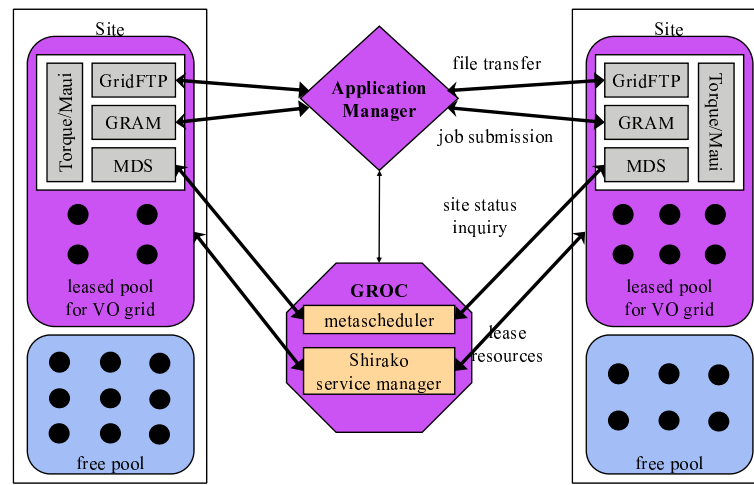 Site
Torque/Maui
GridFTP
GRAM
MDS
leased pool
for VO grid
free pool
Application
Manager
file transfer
job submission
site status
inquiry
GROC
metascheduler
Shirako
service manager
lease
resources
Site
GridFTP
GRAM
MDS
Torque/Maui
leased pool
for VO grid
free pool